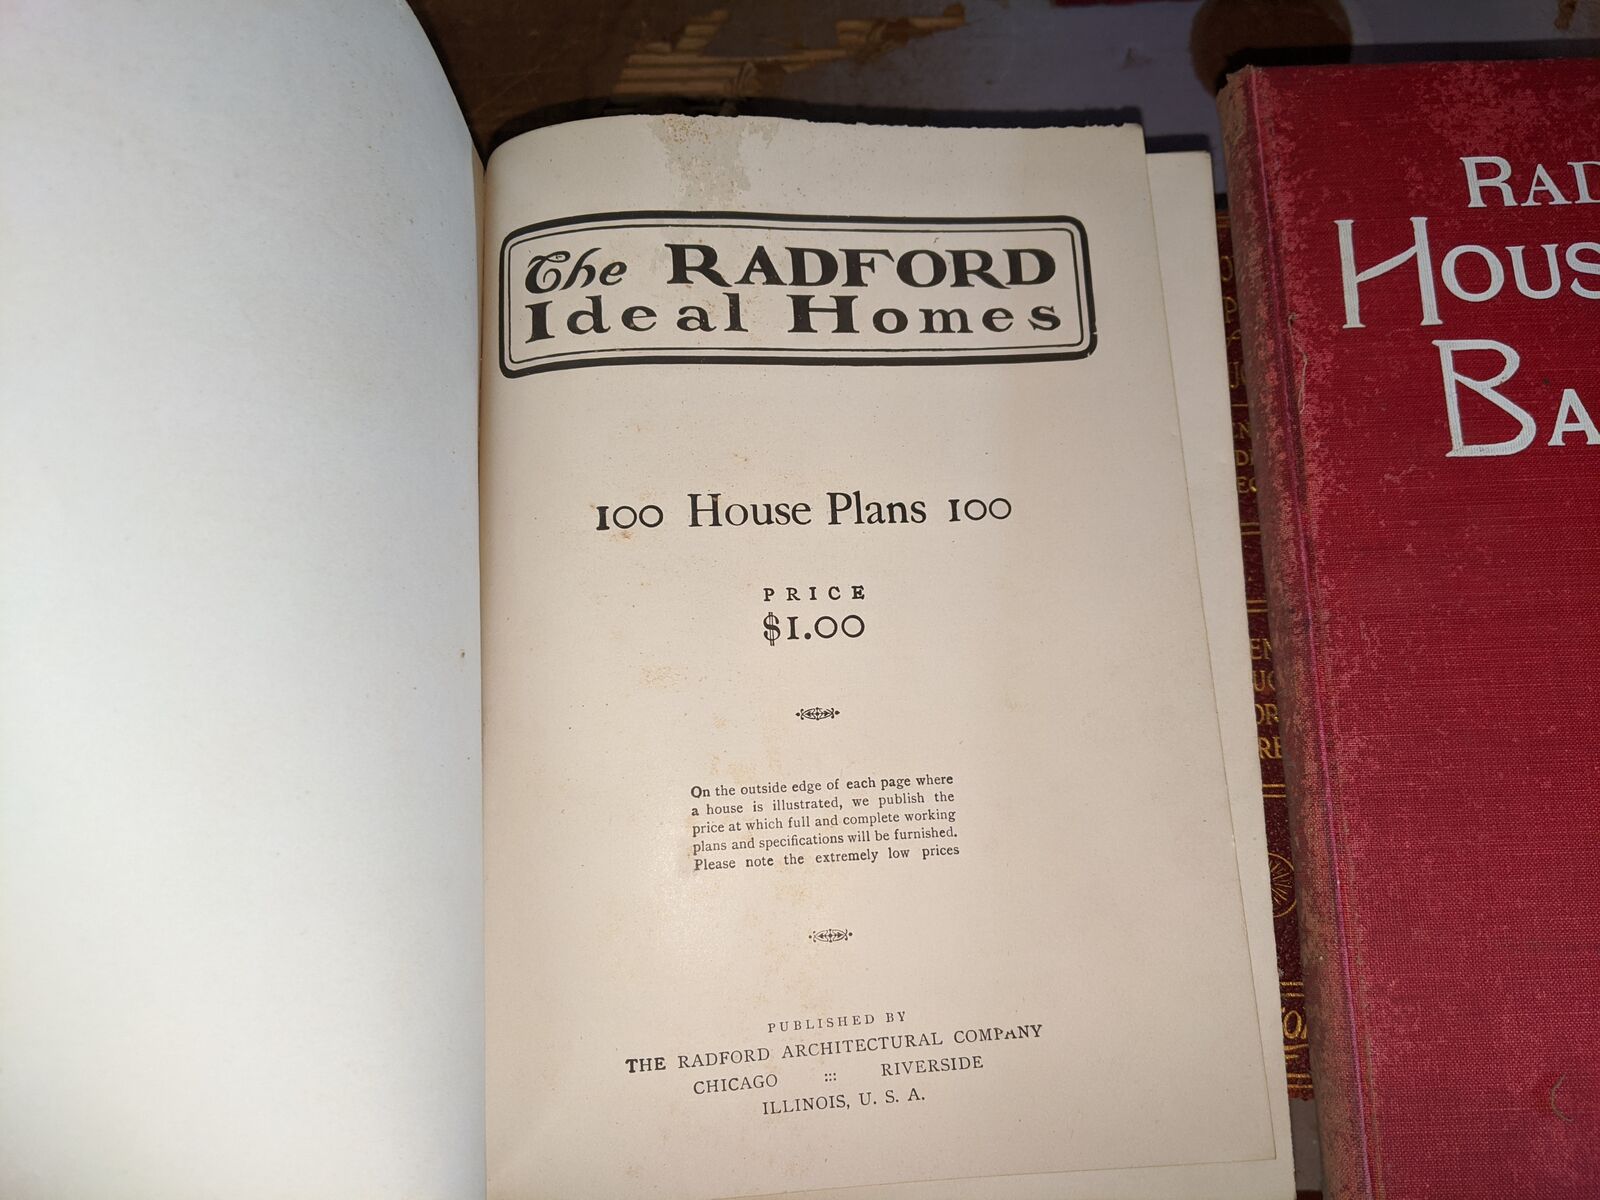 The RADFORD
Ideal Homes
100 House Plans 100
PRICE
$1.00
On the outside edge of each page where
a house is illustrated, we publish the
price at which full and complete working
plans and specifications will be furnished.
Please note the extremely low prices
PUBLISHED BY
THE RADFORD ARCHITECTURAL COMPANY
CHICAGO ::: RIVERSIDE
ILLINOIS, U. S. A.
RAD
HOUS
BA